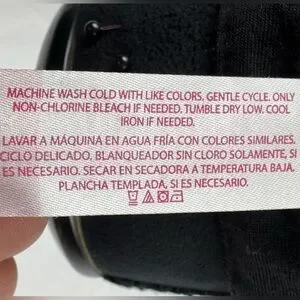 MACHINE WASH COLD WITH LIKE COLORS. GENTLE CYCLE. ONLY
NON-CHLORINE BLEACH IF NEEDED. TUMBLE DRY LOW. COOL
IRON IF NEEDED.
LAVAR A MÁQUINA EN AGUA FRÍA CON COLORES SIMILARES.
CICLO DELICADO. BLANQUEADOR SIN CLORO SOLAMENTE, SI
ES NECESARIO. SECAR EN SECADORA A TEMPERATURA BAJA.
PLANCHA TEMPLADA, SI ES NECESARIO.